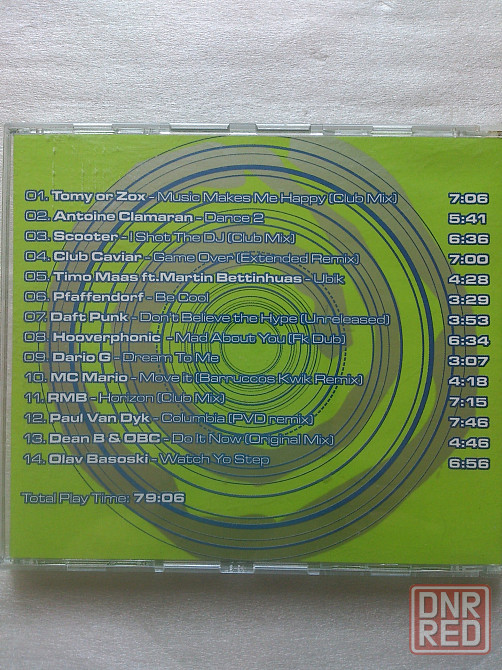 01. Tomy or Zox - Music Makes Me Happy (Club Mix) 7:06
02. Antoine Clamaran - Dance 2 5:41
03. Scooter - I Shot The DJ (Club Mix) 6:36
04. Club Caviar - Game Over (Extended Remix) 7:00
05. Timo Maas ft.Martin Bettinhuas - Ubik 4:28
06. Pfaffendorf - Be Cool 3:29
07. Daft Punk - Don't Believe the Hype (Unreleased) 3:53
08. Hooverphonic - Mad About You (Fk Dub) 6:34
09. Dario G - Dream To Me 3:07
10. MC Mario - Move it (Barruccos Kwik Remix) 4:18
11. RMB - Horizon (Club Mix) 7:15
12. Paul Van Dyk - Columbia (PVD remix) 7:46
13. Dean B & OBC - Do It Now (Original Mix) 4:46
14. Olav Basoski - Watch Yo Step 6:56
Total Play Time: 79:06
DNR
RED